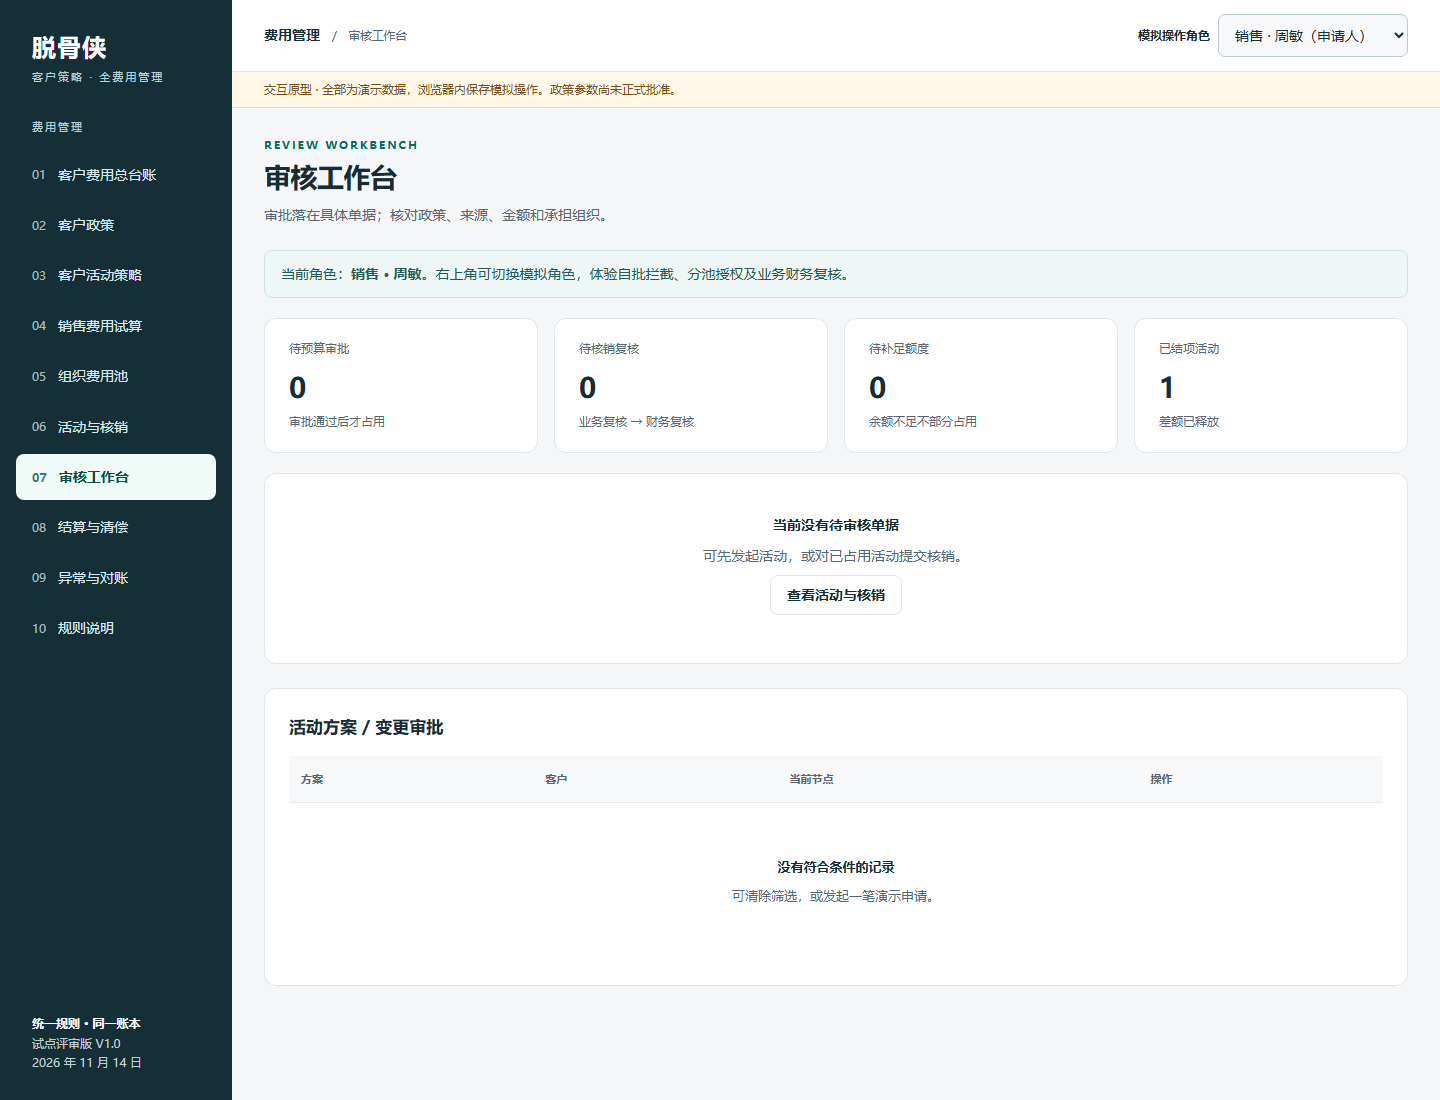 脱骨侠
客户策略 · 全费用管理
费用管理
01 客户费用总台账
02 客户政策
03 客户活动策略
04 销售费用试算
05 组织费用池
06 活动与核销
07 审核工作台
08 结算与清偿
09 异常与对账
10 规则说明
统一规则 • 同一账本
试点评审版 V1.0
2026 年 11 月 14 日
费用管理 / 审核工作台
模拟操作角色 销售 · 周敏（申请人）
交互原型 · 全部为演示数据，浏览器内保存模拟操作。政策参数尚未正式批准。
REVIEW WORKBENCH
审核工作台
审批落在具体单据；核对政策、来源、金额和承担组织。
当前角色：销售 • 周敏。右上角可切换模拟角色，体验自批拦截、分池授权及业务财务复核。
待预算审批
0
审批通过后才占用
待核销复核
0
业务复核 → 财务复核
待补足额度
0
余额不足不部分占用
已结项活动
1
差额已释放
当前没有待审核单据
可先发起活动，或对已占用活动提交核销。
查看活动与核销
活动方案 / 变更审批
方案 客户 当前节点 操作
没有符合条件的记录
可清除筛选，或发起一笔演示申请。